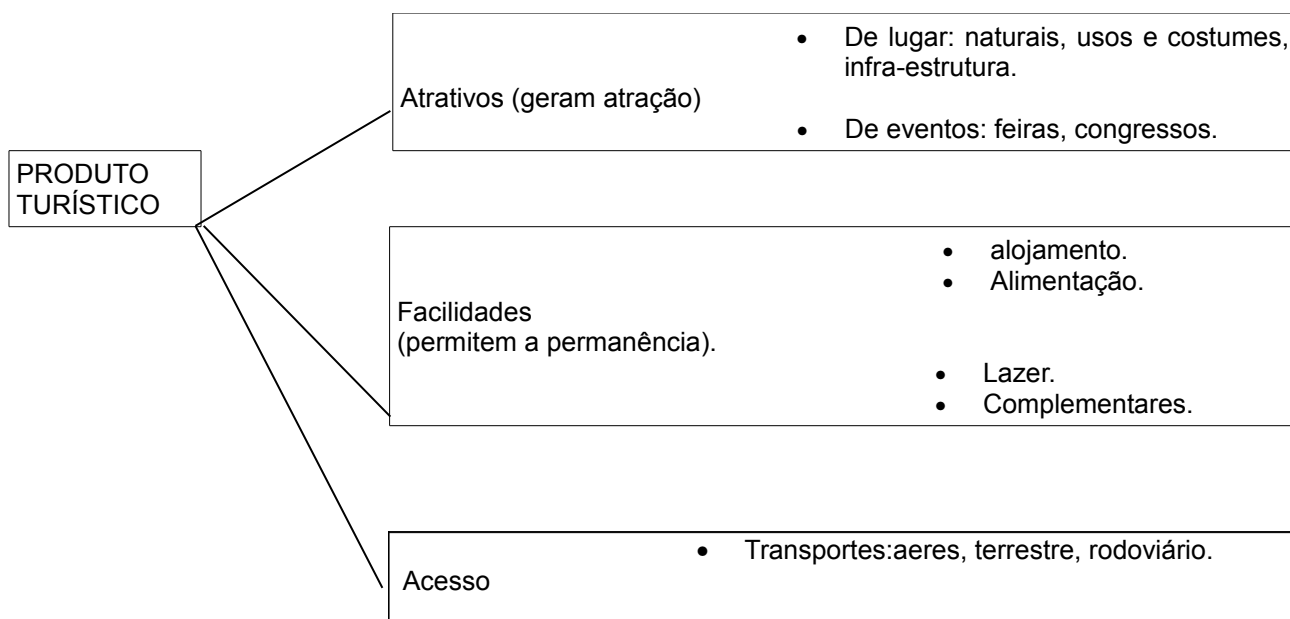 PRODUTO
TURÍSTICO
Atrativos (geram atração)
• De lugar: naturais, usos e costumes,
infra-estrutura.
• De eventos: feiras, congressos.
Facilidades
(permitem a permanência).
• alojamento.
• Alimentação.
• Lazer.
• Complementares.
Acesso
• Transportes:aeres, terrestre, rodoviário.